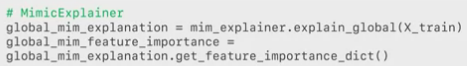 # MimicExplainer
global_mim_explanation = mim_explainer.explain_global(X_train)
global_mim_feature_importance =
global_mim_explanation.get_feature_importance_dict()